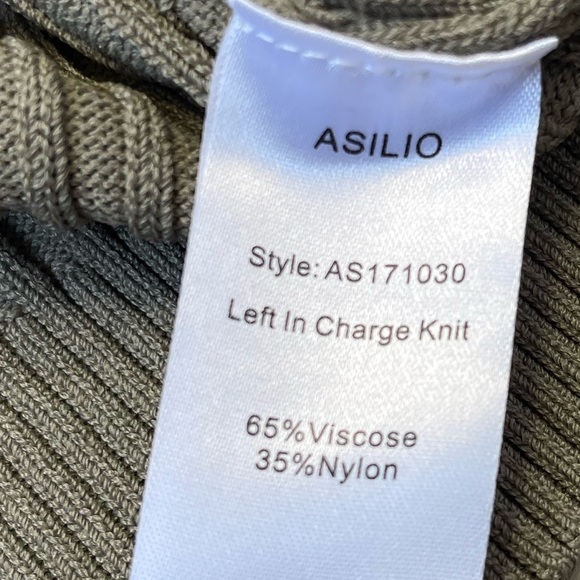 ASILIO
Style: AS171030
Left In Charge Knit
65%Viscose
35%Nylon